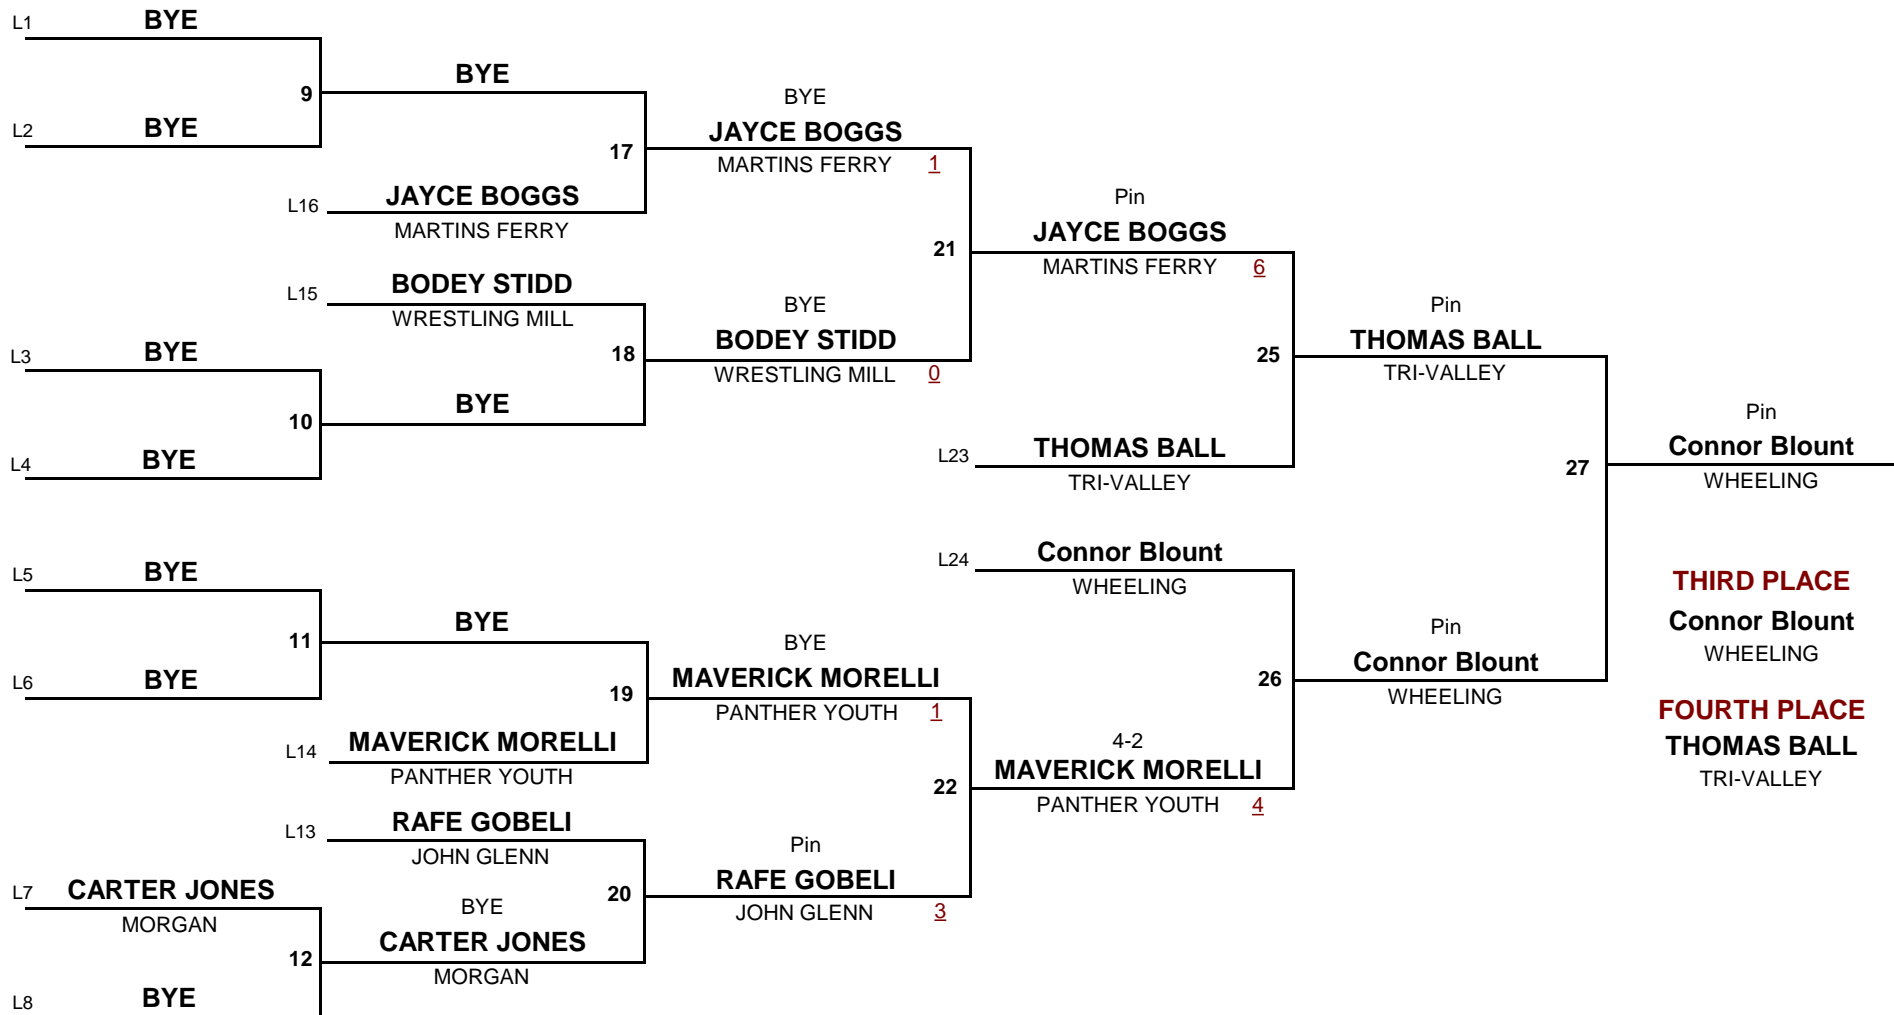 L1 BYE
9
L2 BYE
BYE
17
L16 JAYCE BOGGS
MARTINS FERRY
BYE
JAYCE BOGGS
MARTINS FERRY 1
L15 BODEY STIDD
WRESTLING MILL
18
L3 BYE
10
L4 BYE
BYE
BYE
BODEY STIDD
WRESTLING MILL 0
21
Pin
JAYCE BOGGS
MARTINS FERRY 6
25
L23 THOMAS BALL
TRI-VALLEY
Pin
THOMAS BALL
TRI-VALLEY
27
Pin
Connor Blount
WHEELING
L5 BYE
11
L6 BYE
BYE
19
L14 MAVERICK MORELLI
PANTHER YOUTH
BYE
MAVERICK MORELLI
PANTHER YOUTH 1
L13 RAFE GOBELI
JOHN GLENN
20
L7 CARTER JONES
MORGAN
12
L8 BYE
BYE
CARTER JONES
MORGAN
Pin
RAFE GOBELI
JOHN GLENN 3
22
4-2
MAVERICK MORELLI
PANTHER YOUTH 4
L24 Connor Blount
WHEELING
26
Pin
Connor Blount
WHEELING
THIRD PLACE
Connor Blount
WHEELING
FOURTH PLACE
THOMAS BALL
TRI-VALLEY